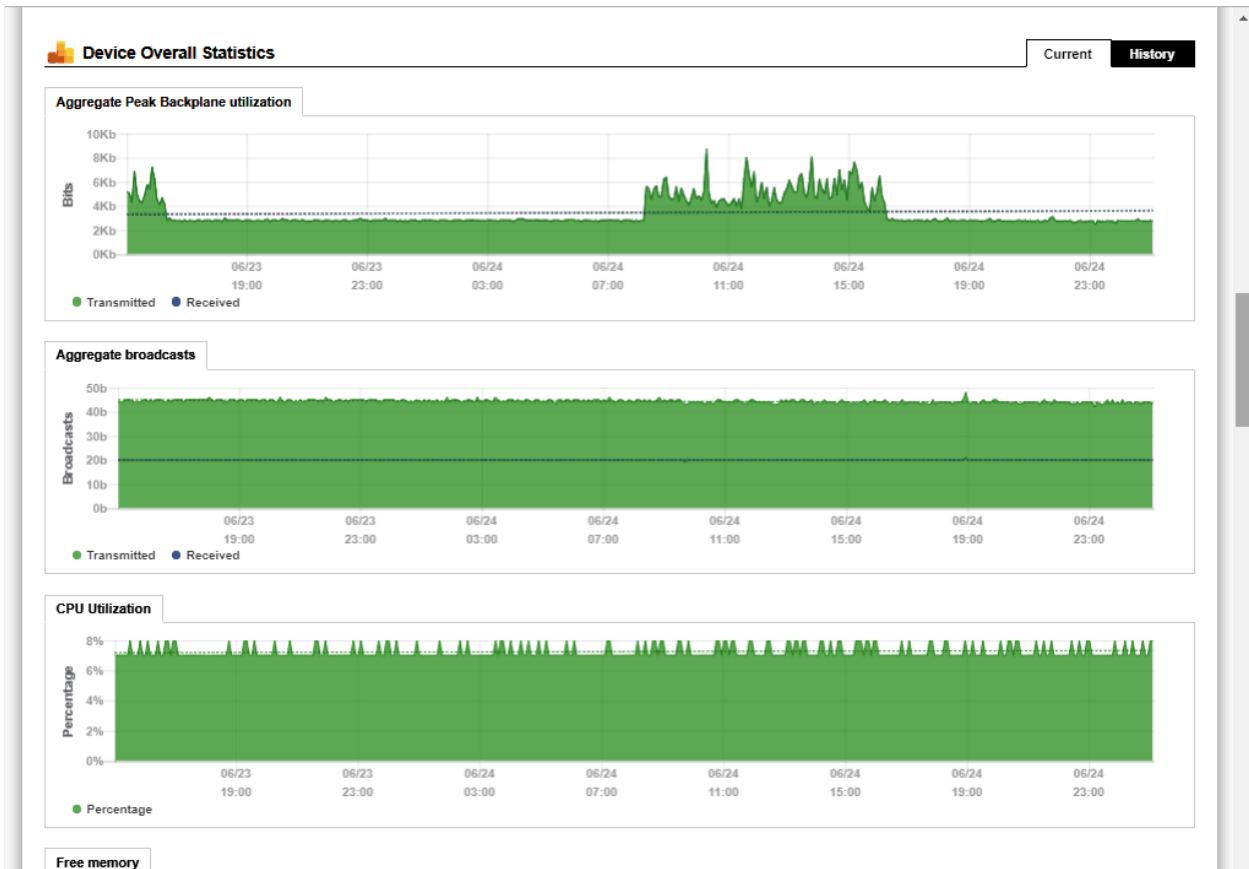 Device Overall Statistics
Current
History
Aggregate Peak Backplane utilization
10Kb
8Kb
6Kb
4Kb
2Kb
0Kb
Bits
06/23 06/23 06/24 06/24 06/24 06/24 06/24 06/24
19:00 23:00 03:00 07:00 11:00 15:00 19:00 23:00
Transmitted Received
Aggregate broadcasts
50b
40b
30b
20b
10b
0b
Broadcasts
06/23 06/23 06/24 06/24 06/24 06/24 06/24 06/24
19:00 23:00 03:00 07:00 11:00 15:00 19:00 23:00
Transmitted Received
CPU Utilization
8%
6%
4%
2%
0%
Percentage
06/23 06/23 06/24 06/24 06/24 06/24 06/24 06/24
19:00 23:00 03:00 07:00 11:00 15:00 19:00 23:00
Percentage
Free memory